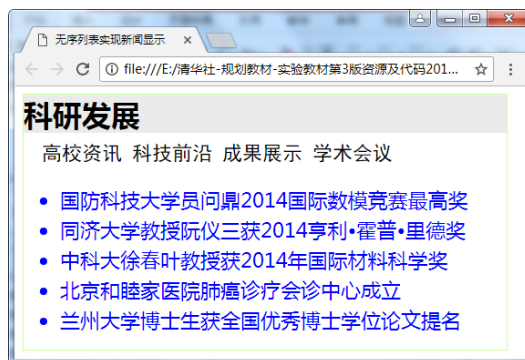 无序列表实现新闻显示
file:///E:/清华社-规划教材-实验教材第3版资源及代码201...
科研发展
高校资讯 科技前沿 成果展示 学术会议
• 国防科技大学员问鼎2014国际数模竞赛最高奖
• 同济大学教授阮仪三获2014亨利•霍普•里德奖
• 中科大徐春叶教授获2014年国际材料科学奖
• 北京和睦家医院肺癌诊疗会诊中心成立
• 兰州大学博士生获全国优秀博士学位论文提名